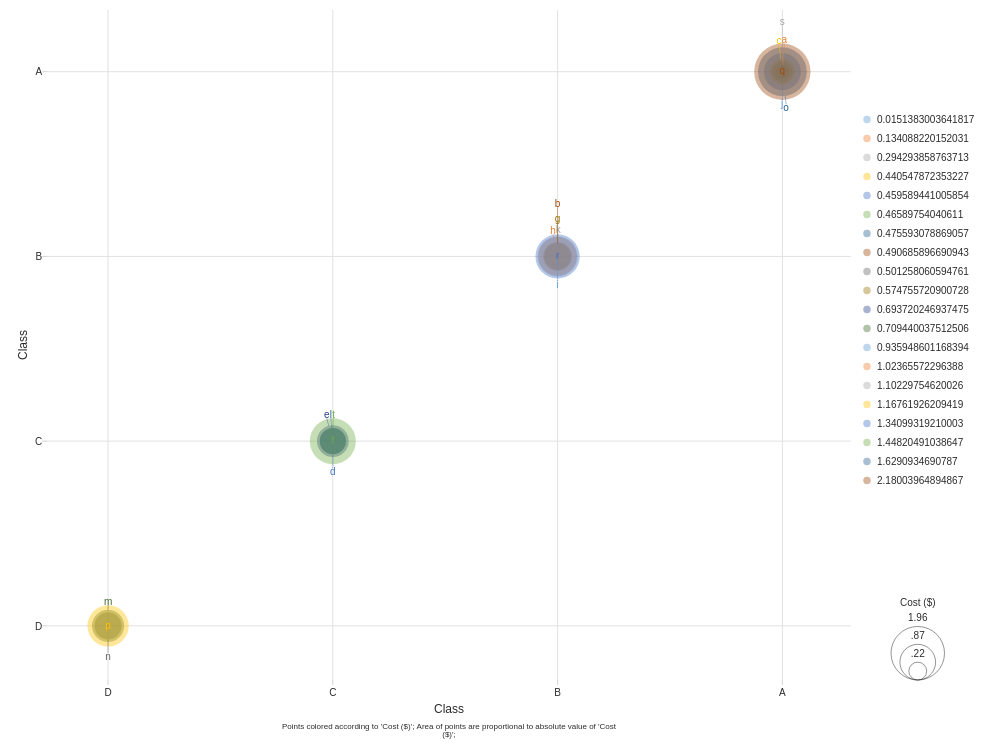 s
ca
A
q
jo
b
g
hk
B
r
i
Class
elt
C
f
d
m
D
p
n
D
C
B
A
Class
Points colored according to 'Cost ($)'; Area of points are proportional to absolute value of 'Cost
($)';
0.0151383003641817
0.134088220152031
0.294293858763713
0.440547872353227
0.459589441005854
0.46589754040611
0.475593078869057
0.490685896690943
0.501258060594761
0.574755720900728
0.693720246937475
0.709440037512506
0.935948601168394
1.02365572296388
1.10229754620026
1.16761926209419
1.34099319210003
1.44820491038647
1.6290934690787
2.18003964894867
Cost ($)
1.96
.87
.22